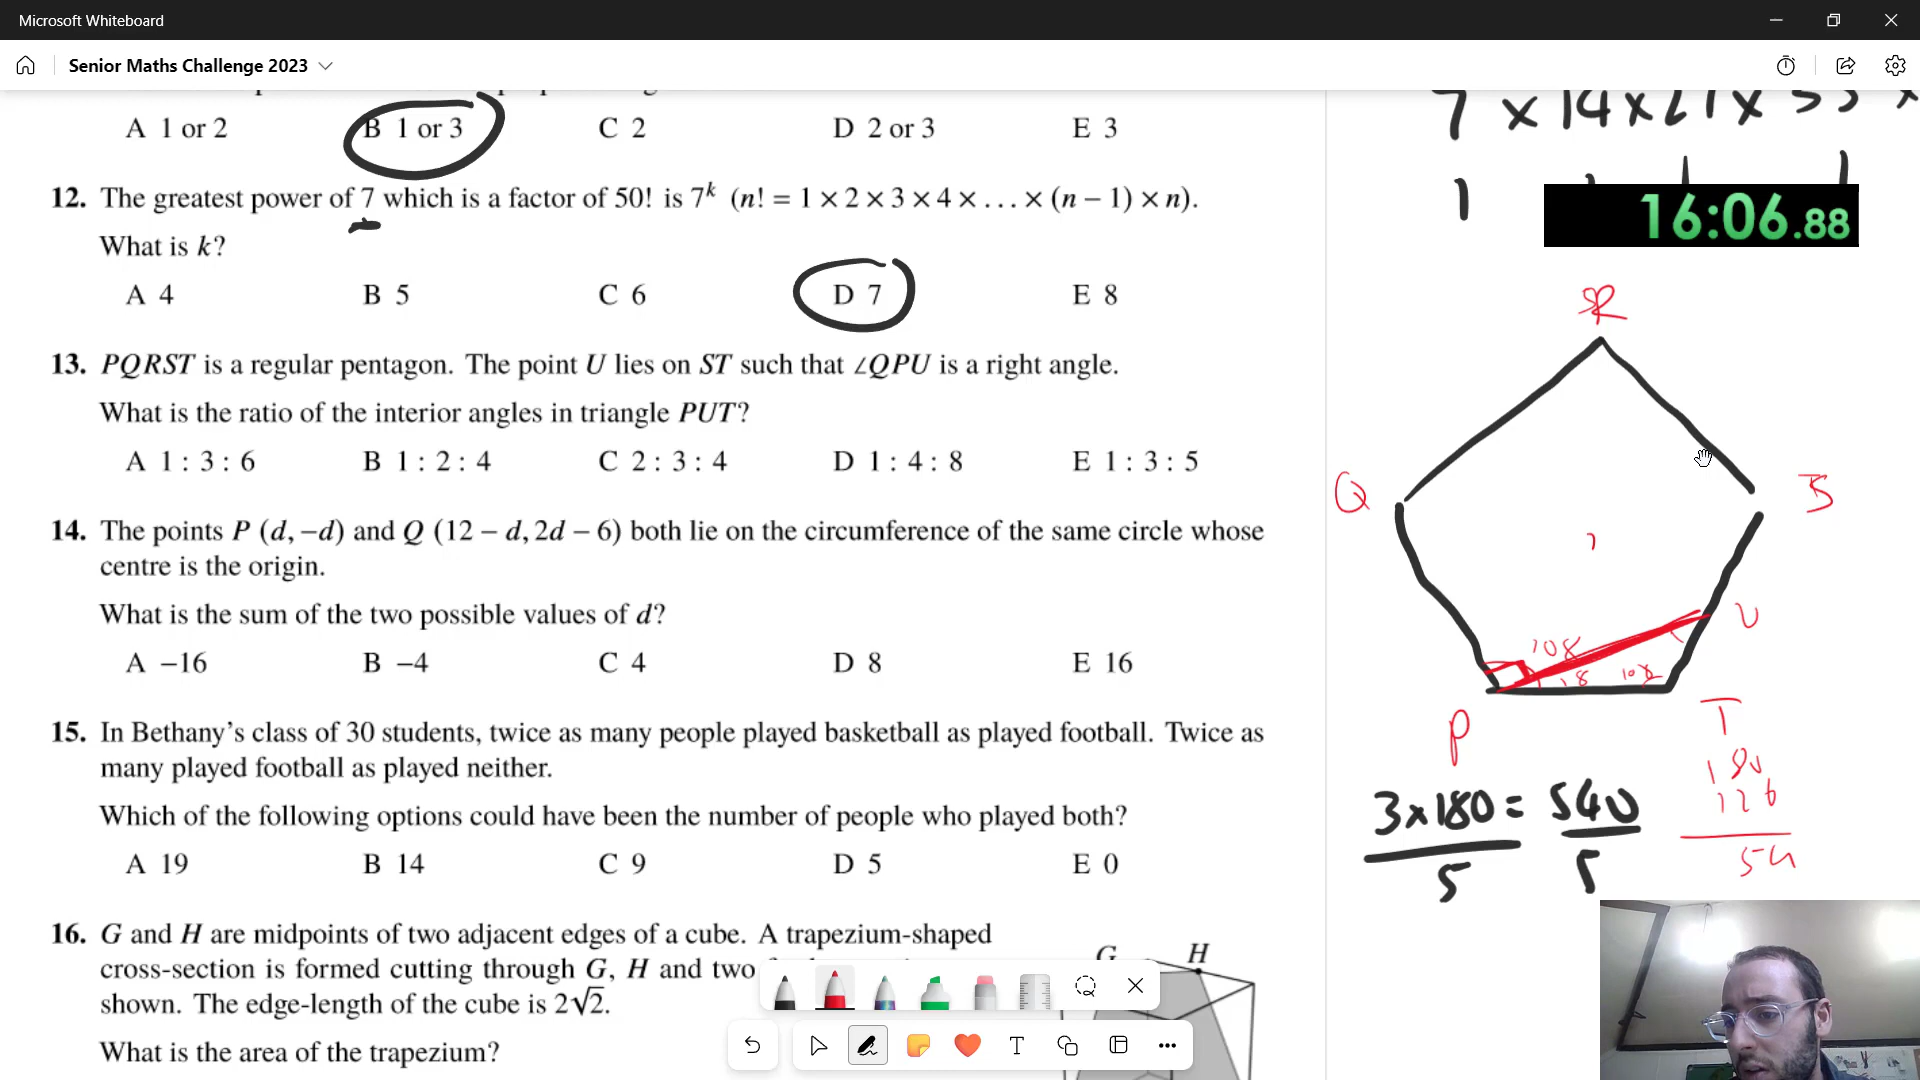 Microsoft Whiteboard
Senior Maths Challenge 2023
A 1 or 2 B 1 or 3 C 2 D 2 or 3 E 3
12. The greatest power of 7 which is a factor of 50! is 7^k (n! = 1 × 2 × 3 × 4 × . . . × (n − 1) × n).
What is k?
A 4 B 5 C 6 D 7 E 8
13. PQRST is a regular pentagon. The point U lies on ST such that ∠QPU is a right angle.
What is the ratio of the interior angles in triangle PUT?
A 1 : 3 : 6 B 1 : 2 : 4 C 2 : 3 : 4 D 1 : 4 : 8 E 1 : 3 : 5
14. The points P (d, −d) and Q (12 − d, 2d − 6) both lie on the circumference of the same circle whose
centre is the origin.
What is the sum of the two possible values of d?
A −16 B −4 C 4 D 8 E 16
15. In Bethany’s class of 30 students, twice as many people played basketball as played football. Twice as
many played football as played neither.
Which of the following options could have been the number of people who played both?
A 19 B 14 C 9 D 5 E 0
16. G and H are midpoints of two adjacent edges of a cube. A trapezium-shaped
cross-section is formed cutting through G, H and two
shown. The edge-length of the cube is 2√2.
What is the area of the trapezium?
G H
7 × 14 × 21 ×
1
16:06.88
R
Q
S
U
108
18 108
P
T
3×180 = 540
5 5
180
126
54